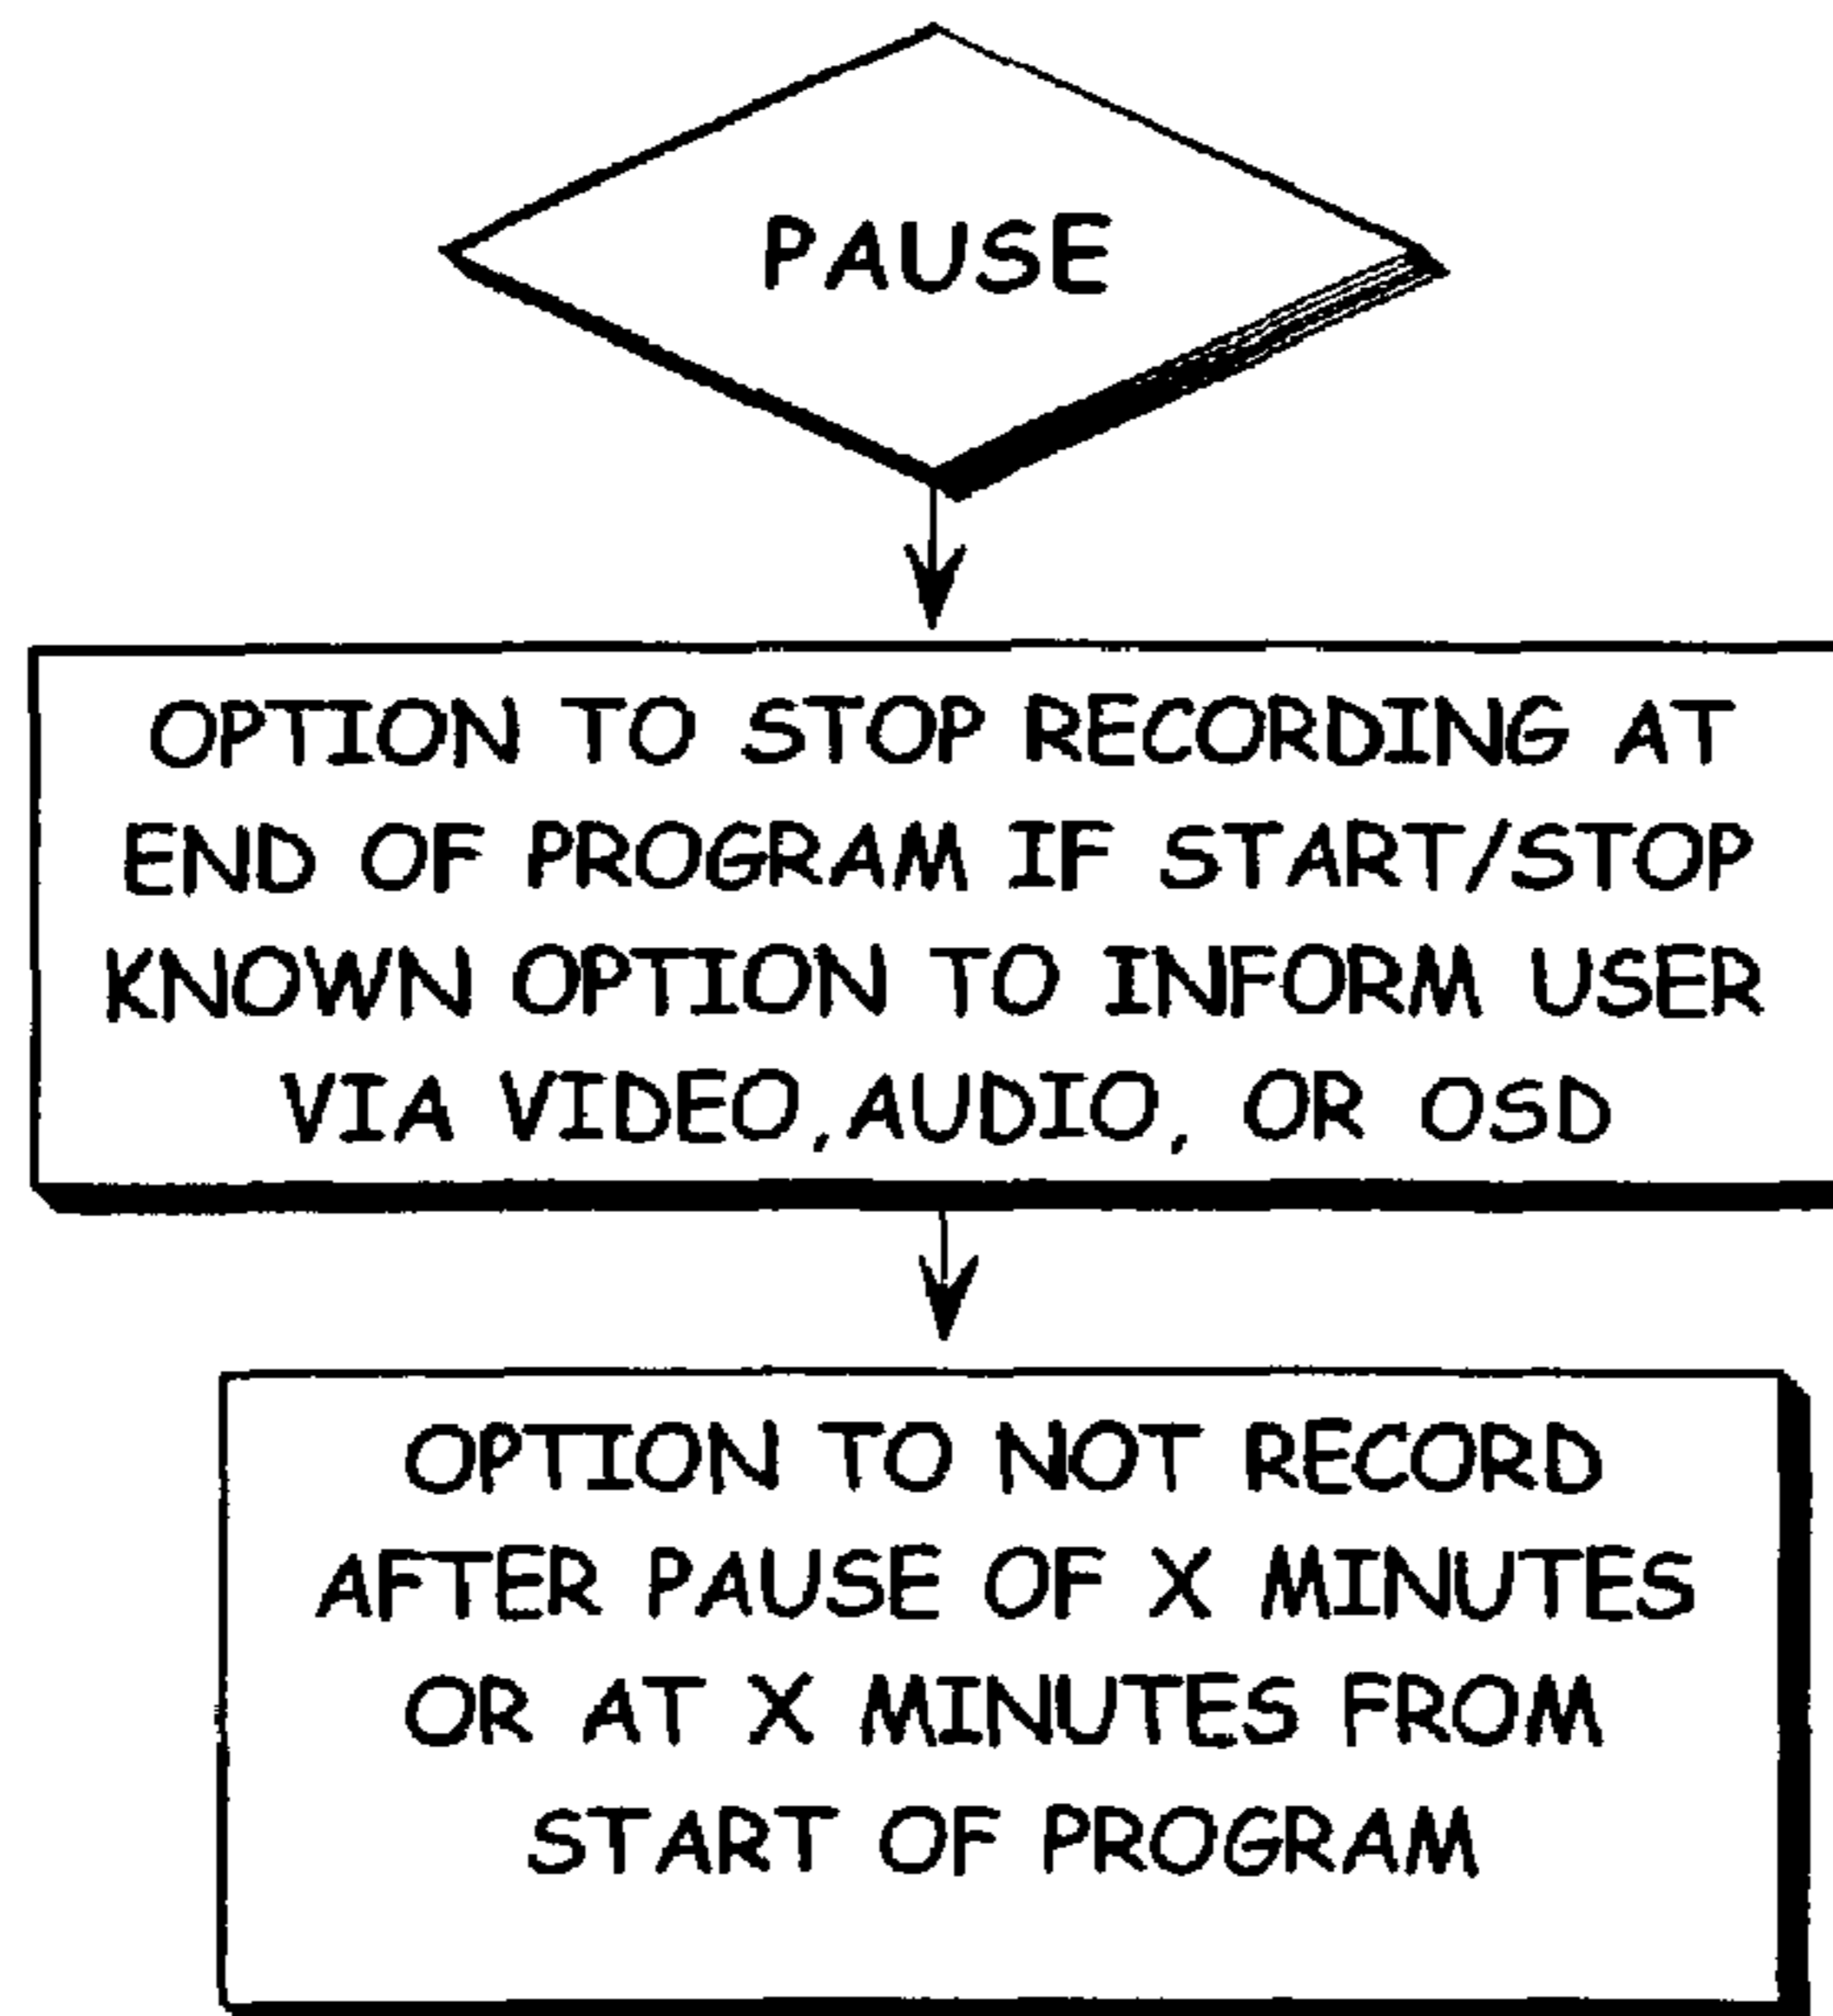 PAUSE
OPTION TO STOP RECORDING AT
END OF PROGRAM IF START/STOP
KNOWN OPTION TO INFORM USER
VIA VIDEO,AUDIO, OR OSD
OPTION TO NOT RECORD
AFTER PAUSE OF X MINUTES
OR AT X MINUTES FROM
START OF PROGRAM